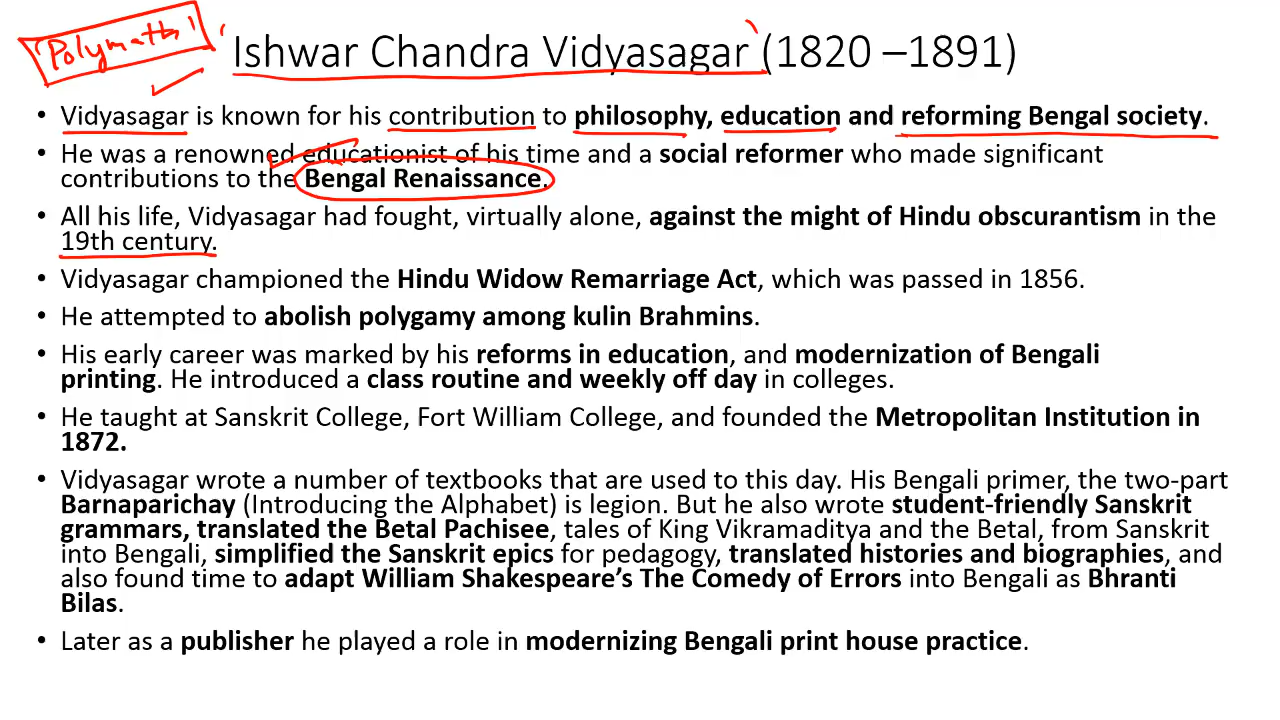 'Polymath' ' Ishwar Chandra Vidyasagar ' (1820 –1891)
• Vidyasagar is known for his contribution to philosophy, education and reforming Bengal society.
• He was a renowned educationist of his time and a social reformer who made significant
contributions to the Bengal Renaissance.
• All his life, Vidyasagar had fought, virtually alone, against the might of Hindu obscurantism in the
19th century.
• Vidyasagar championed the Hindu Widow Remarriage Act, which was passed in 1856.
• He attempted to abolish polygamy among kulin Brahmins.
• His early career was marked by his reforms in education, and modernization of Bengali
printing. He introduced a class routine and weekly off day in colleges.
• He taught at Sanskrit College, Fort William College, and founded the Metropolitan Institution in
1872.
• Vidyasagar wrote a number of textbooks that are used to this day. His Bengali primer, the two-part
Barnaparichay (Introducing the Alphabet) is legion. But he also wrote student-friendly Sanskrit
grammars, translated the Betal Pachisee, tales of King Vikramaditya and the Betal, from Sanskrit
into Bengali, simplified the Sanskrit epics for pedagogy, translated histories and biographies, and
also found time to adapt William Shakespeare’s The Comedy of Errors into Bengali as Bhranti
Bilas.
• Later as a publisher he played a role in modernizing Bengali print house practice.